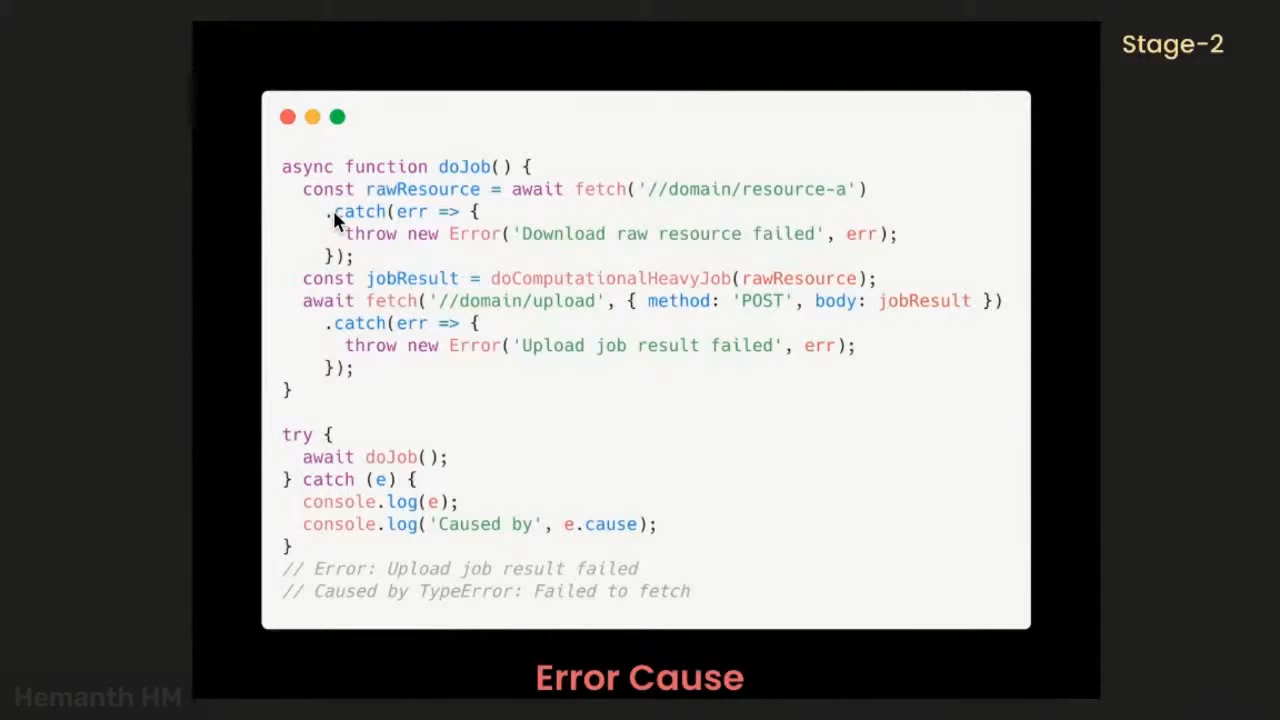 Stage-2
async function doJob() {
  const rawResource = await fetch('//domain/resource-a')
    .catch(err => {
      throw new Error('Download raw resource failed', err);
    });
  const jobResult = doComputationalHeavyJob(rawResource);
  await fetch('//domain/upload', { method: 'POST', body: jobResult })
    .catch(err => {
      throw new Error('Upload job result failed', err);
    });
}

try {
  await doJob();
} catch (e) {
  console.log(e);
  console.log('Caused by', e.cause);
}
// Error: Upload job result failed
// Caused by TypeError: Failed to fetch
Error Cause
Hemanth HM